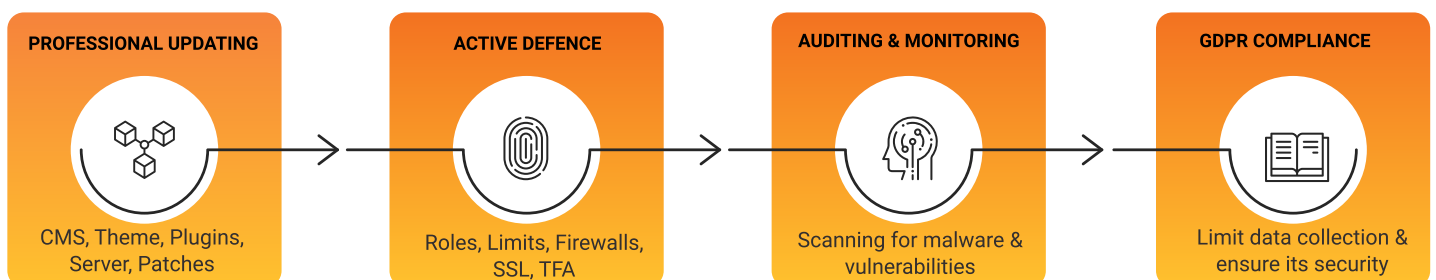 PROFESSIONAL UPDATING
CMS, Theme, Plugins,
Server, Patches
ACTIVE DEFENCE
Roles, Limits, Firewalls,
SSL, TFA
AUDITING & MONITORING
Scanning for malware &
vulnerabilities
GDPR COMPLIANCE
Limit data collection &
ensure its security